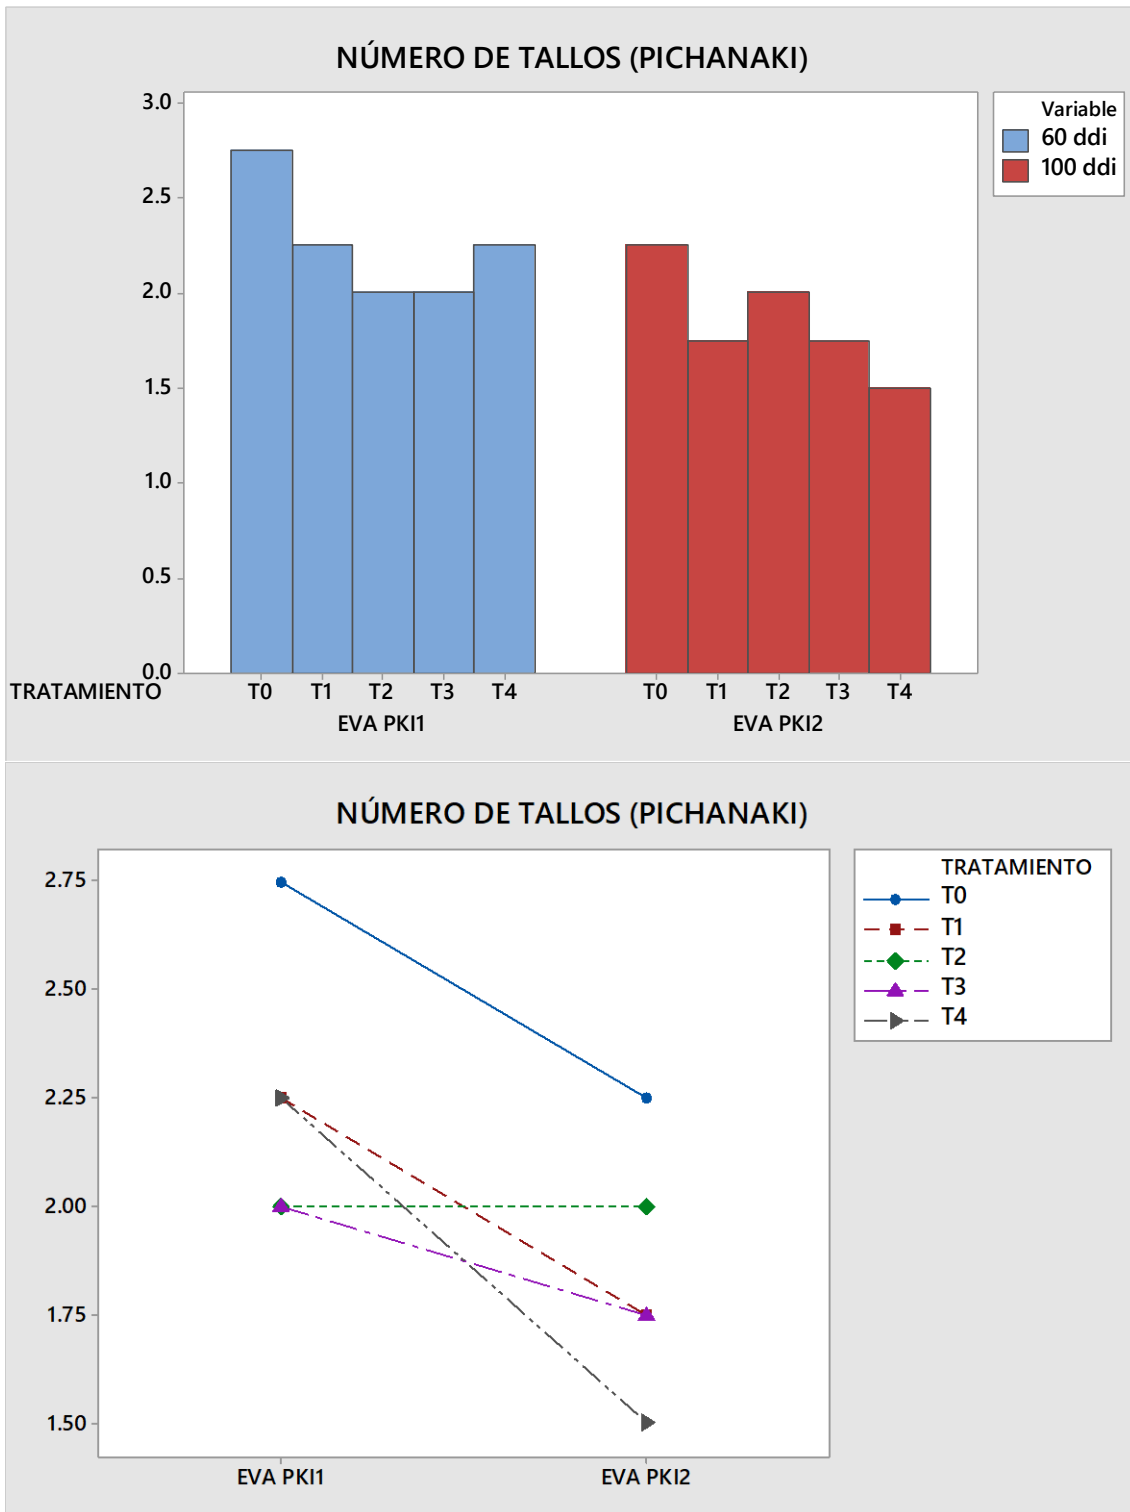 NÚMERO DE TALLOS (PICHANAKI)
3.0
2.5
2.0
1.5
1.0
0.5
0.0
Variable
60 ddi
100 ddi
TRATAMIENTO T0 T1 T2 T3 T4 T0 T1 T2 T3 T4
EVA PKI1 EVA PKI2
NÚMERO DE TALLOS (PICHANAKI)
2.75
2.50
2.25
2.00
1.75
1.50
TRATAMIENTO
T0
T1
T2
T3
T4
EVA PKI1 EVA PKI2